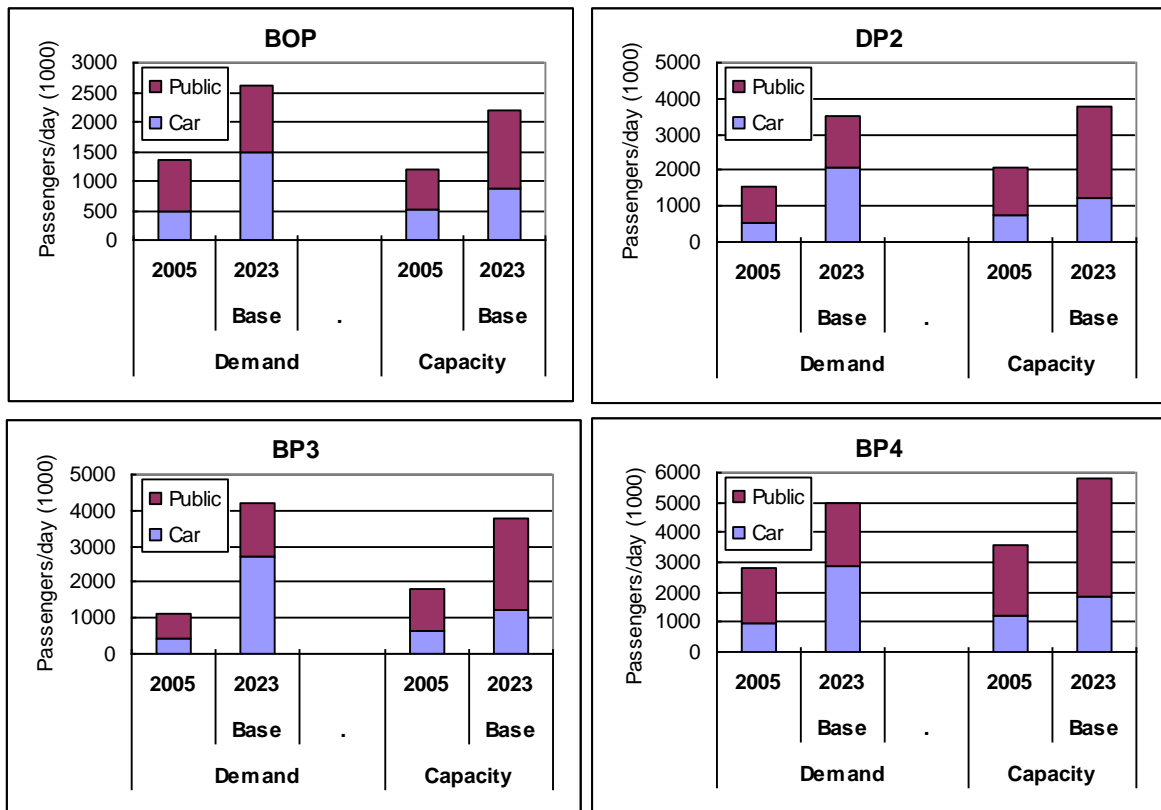 BOP
Passengers/day (1000)
3000
2500
2000
1500
1000
500
0
Public
Car
2005 2023 2005 2023
Base . Base
Demand Capacity
DP2
Passengers/day (1000)
5000
4000
3000
2000
1000
0
Public
Car
2005 2023 2005 2023
Base . Base
Demand Capacity
BP3
Passengers/day (1000)
5000
4000
3000
2000
1000
0
Public
Car
2005 2023 2005 2023
Base . Base
Demand Capacity
BP4
Passengers/day (1000)
6000
5000
4000
3000
2000
1000
0
Public
Car
2005 2023 2005 2023
Base . Base
Demand Capacity